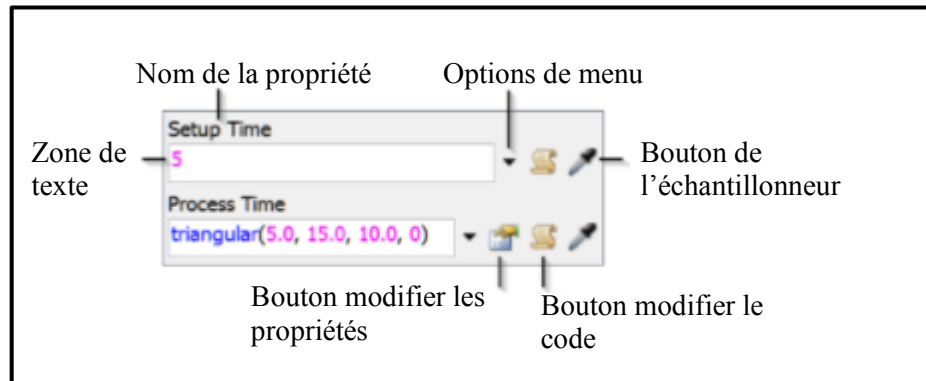 Nom de la propriété
Options de menu
Setup Time
Zone de
texte
5
Bouton de
l'échantillonneur
Process Time
triangular(5.0, 15.0, 10.0, 0)
Bouton modifier les
propriétés
Bouton modifier le
code